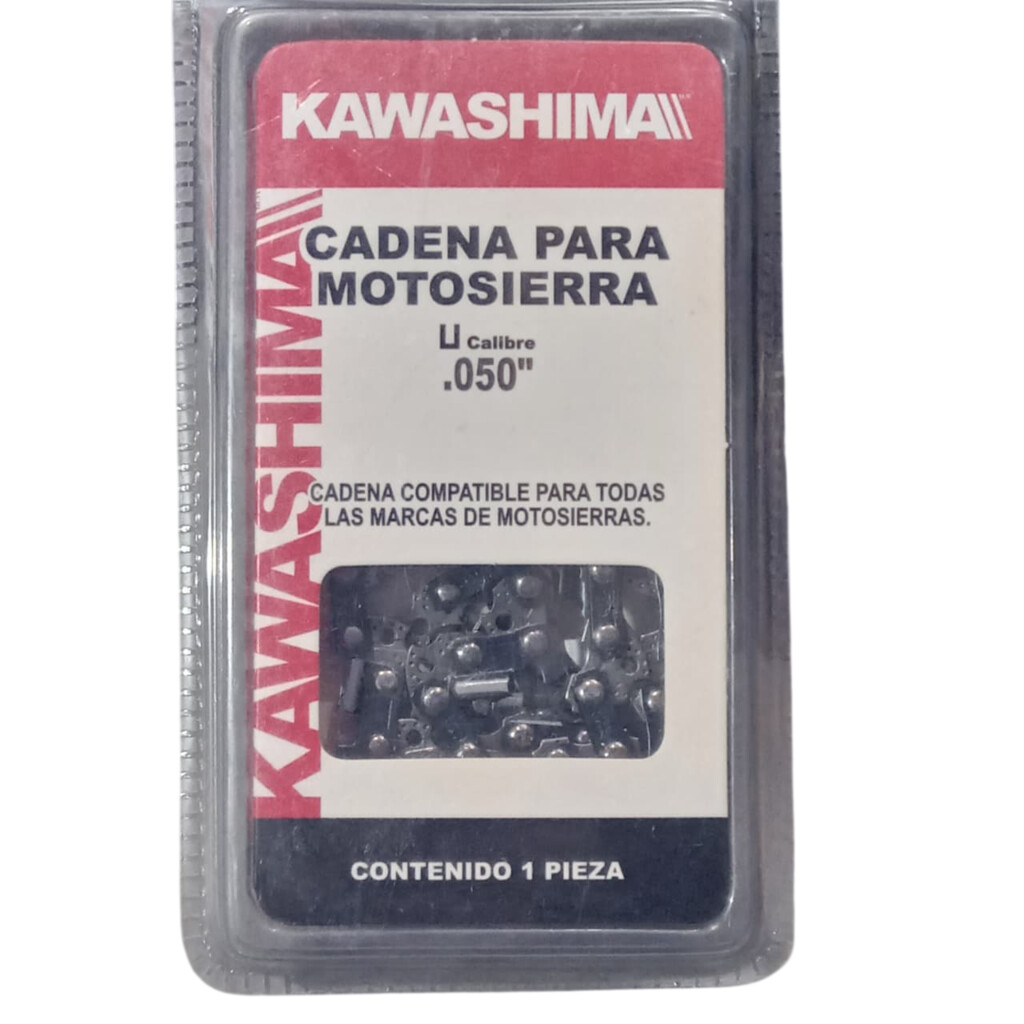 KAWASHIMA
KAWASHIMA
CADENA PARA
MOTOSIERRA
Calibre
.050"
CADENA COMPATIBLE PARA TODAS
LAS MARCAS DE MOTOSIERRAS.
CONTENIDO 1 PIEZA